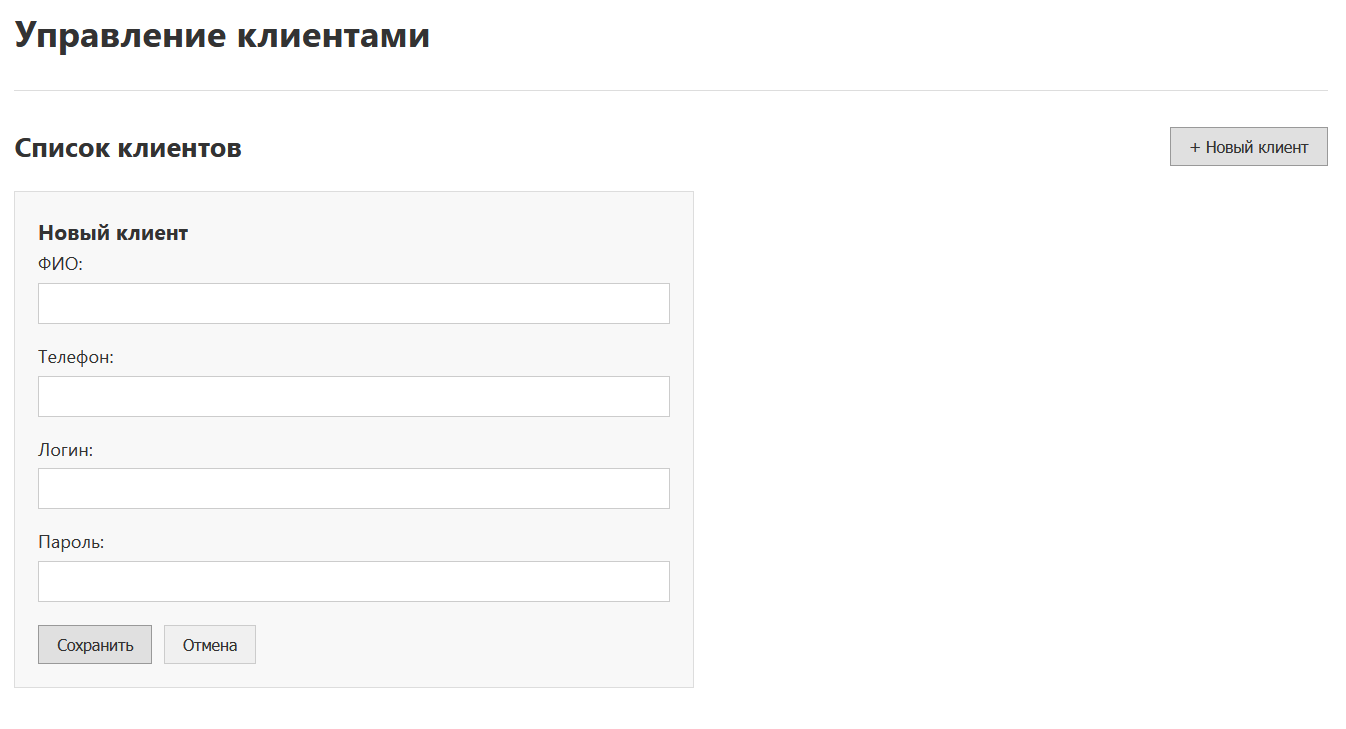 Управление клиентами
Список клиентов
+ Новый клиент
Новый клиент
ФИО:
Телефон:
Логин:
Пароль:
Сохранить
Отмена